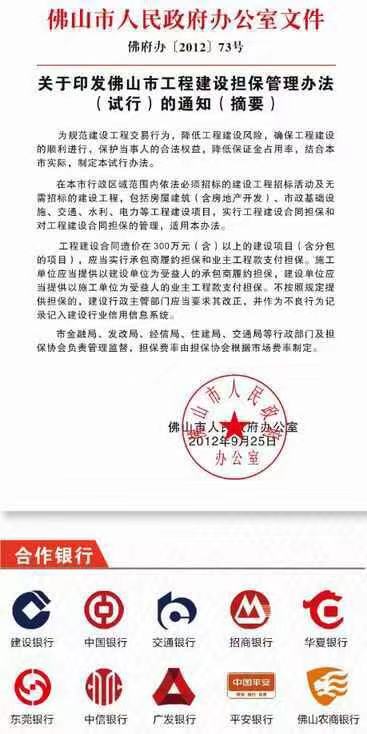 佛山市人民政府办公室文件
佛府办〔2012〕73号
关于印发佛山市工程建设担保管理办法
（试行）的通知（摘要）
为规范建设工程交易行为，降低工程建设风险，确保工程建设
的顺利进行、保护当事人的合法权益，降低保证金占用率，结合本
市实际，制定本试行办法。
在本市行政区域范围内依法必须招标的建设工程招标活动及无
需招标的建设工程，包括房屋建筑（含房地产开发）、市政基础设
施、交通、水利、电力等工程建设项目，实行工程建设合同担保和
对工程建设合同担保的管理，适用本办法。
工程建设合同造价在300万元（含）以上的建设项目（含分包
的项目），应当实行承包商履约担保和业主工程款支付担保。施工
单位应当提供以建设单位为受益人的承包商履约担保，建设单位应
当提供以施工单位为受益人的业主工程款支付担保。不按照规定提
供担保的，建设行政主管部门应当要求其改正，并作为不良行为记
录记入建设行业信用信息系统。
市金融局、发改局、经信局、住建局、交通局等行政部门及担
保协会负责管理监督，担保费率由担保协会根据市场费率制定。
佛山市人民政府办公室
2012年9月25日
佛山市人民政府
办公室
合作银行
建设银行 中国银行 交通银行 招商银行 华夏银行
中国平安
东莞银行 中信银行 广发银行 平安银行 佛山农商银行